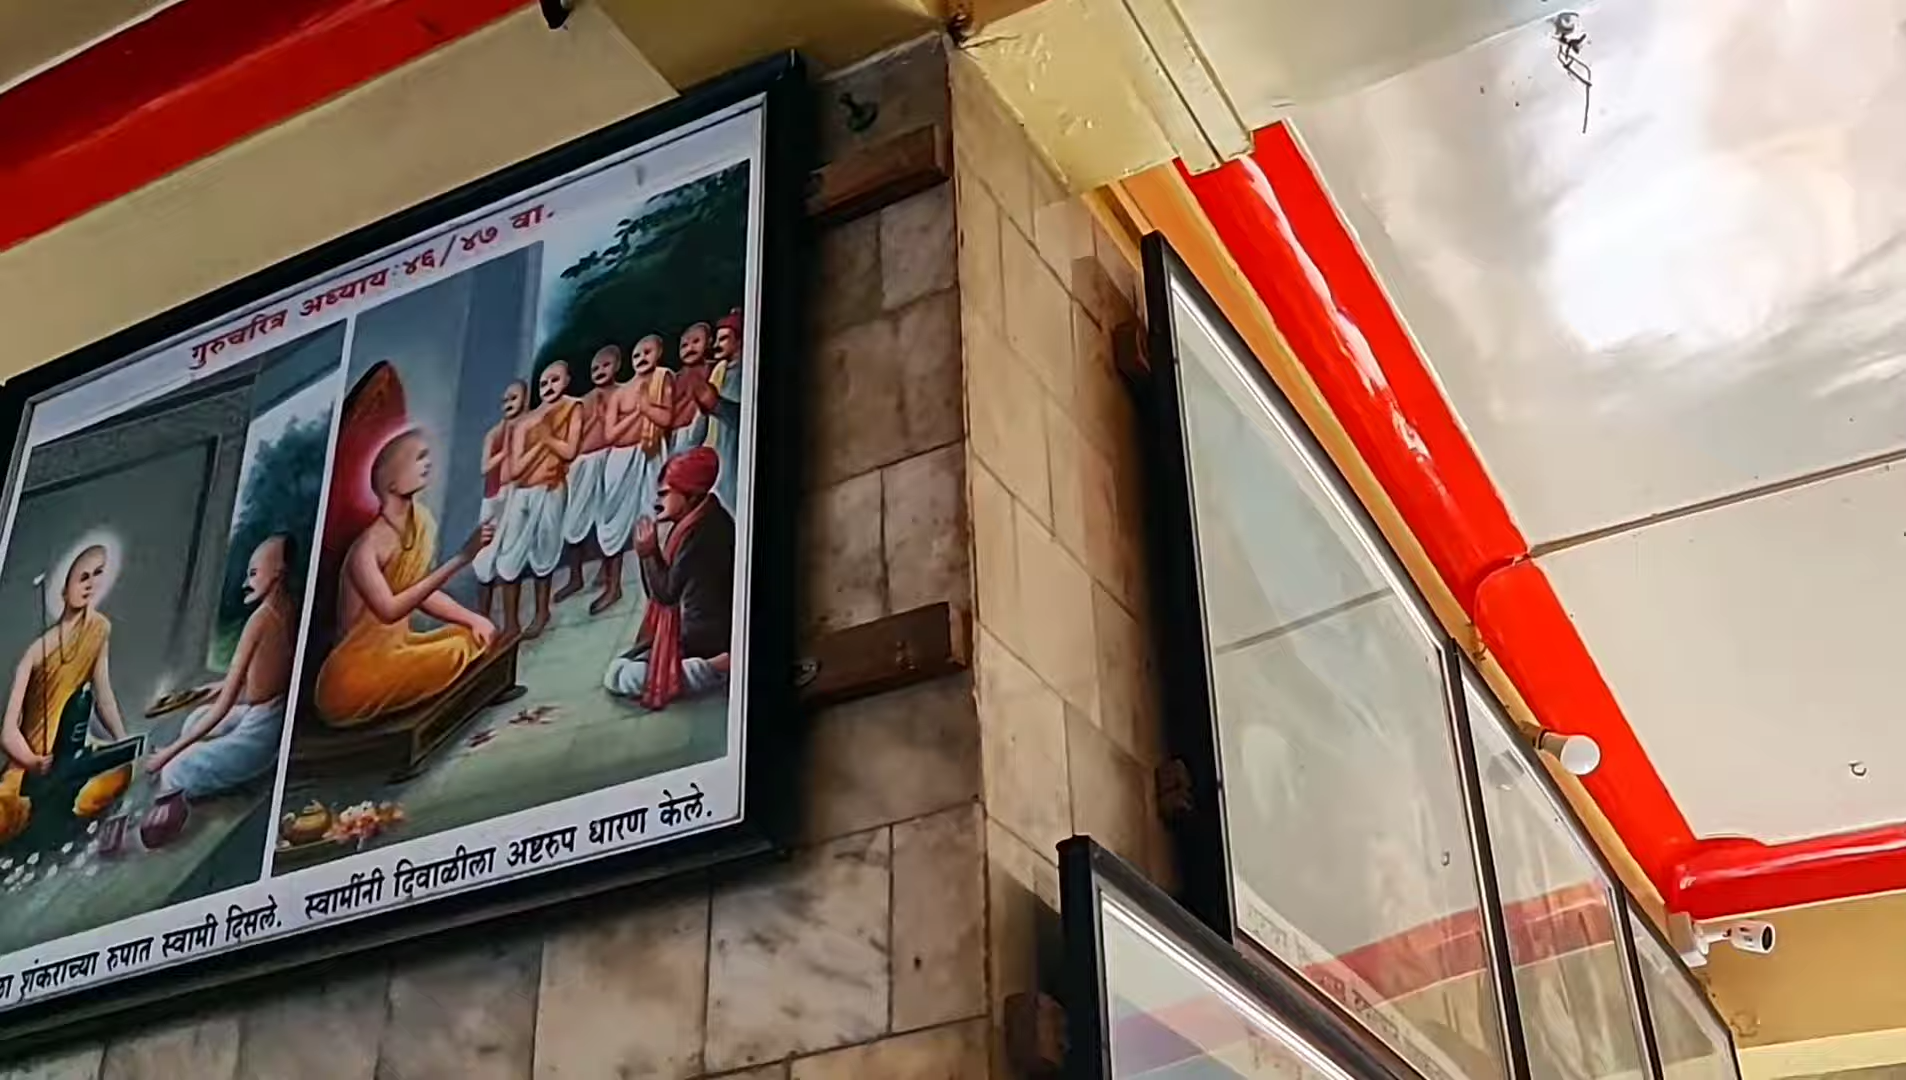 गुरुचरित्र अध्याय ४६/४७ वा.
शंकराच्या रुपात स्वामी दिसले. स्वामींनी दिवाळीला अष्टरुप धारण केले.